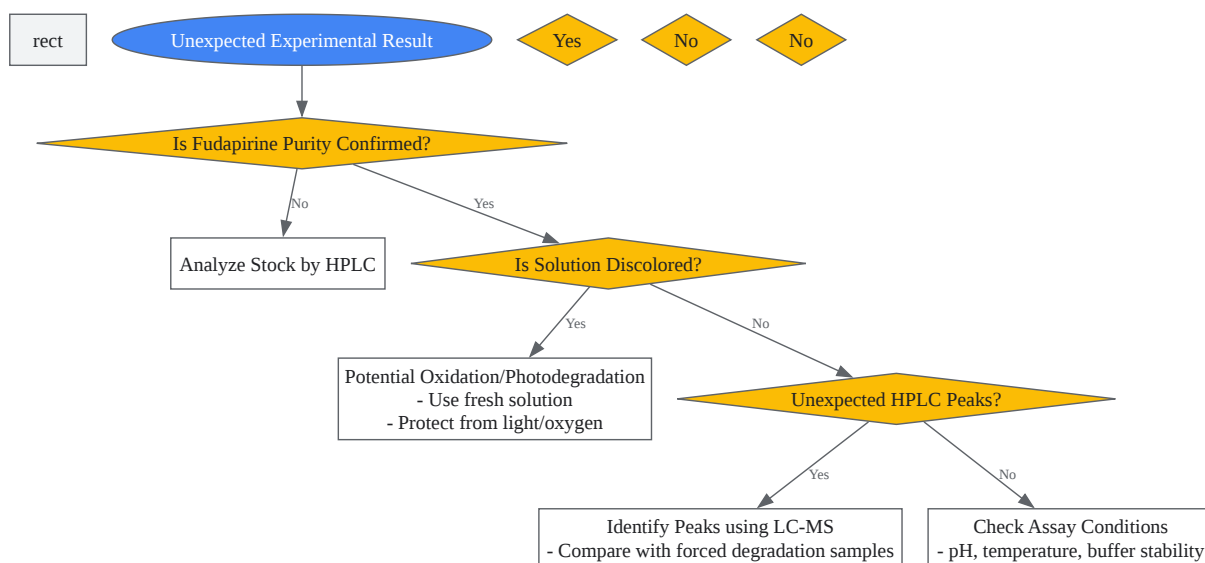 rect
Unexpected Experimental Result
Yes
No
No
Is Fudapirine Purity Confirmed?
No
Yes
Analyze Stock by HPLC
Is Solution Discolored?
Yes
No
Potential Oxidation/Photodegradation
- Use fresh solution
- Protect from light/oxygen
Unexpected HPLC Peaks?
Yes
No
Identify Peaks using LC-MS
- Compare with forced degradation samples
Check Assay Conditions
- pH, temperature, buffer stability